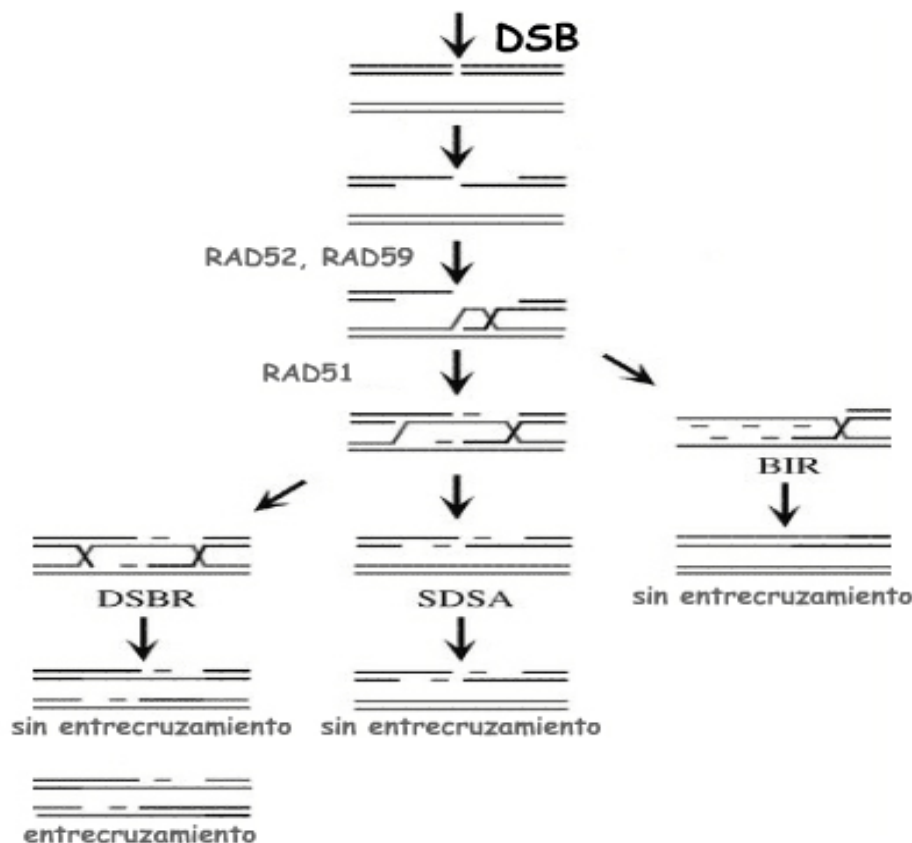 DSB
RAD52, RAD59
RAD51
BIR
sin entrecruzamiento
DSBR
SDSA
sin entrecruzamiento
sin entrecruzamiento
entrecruzamiento